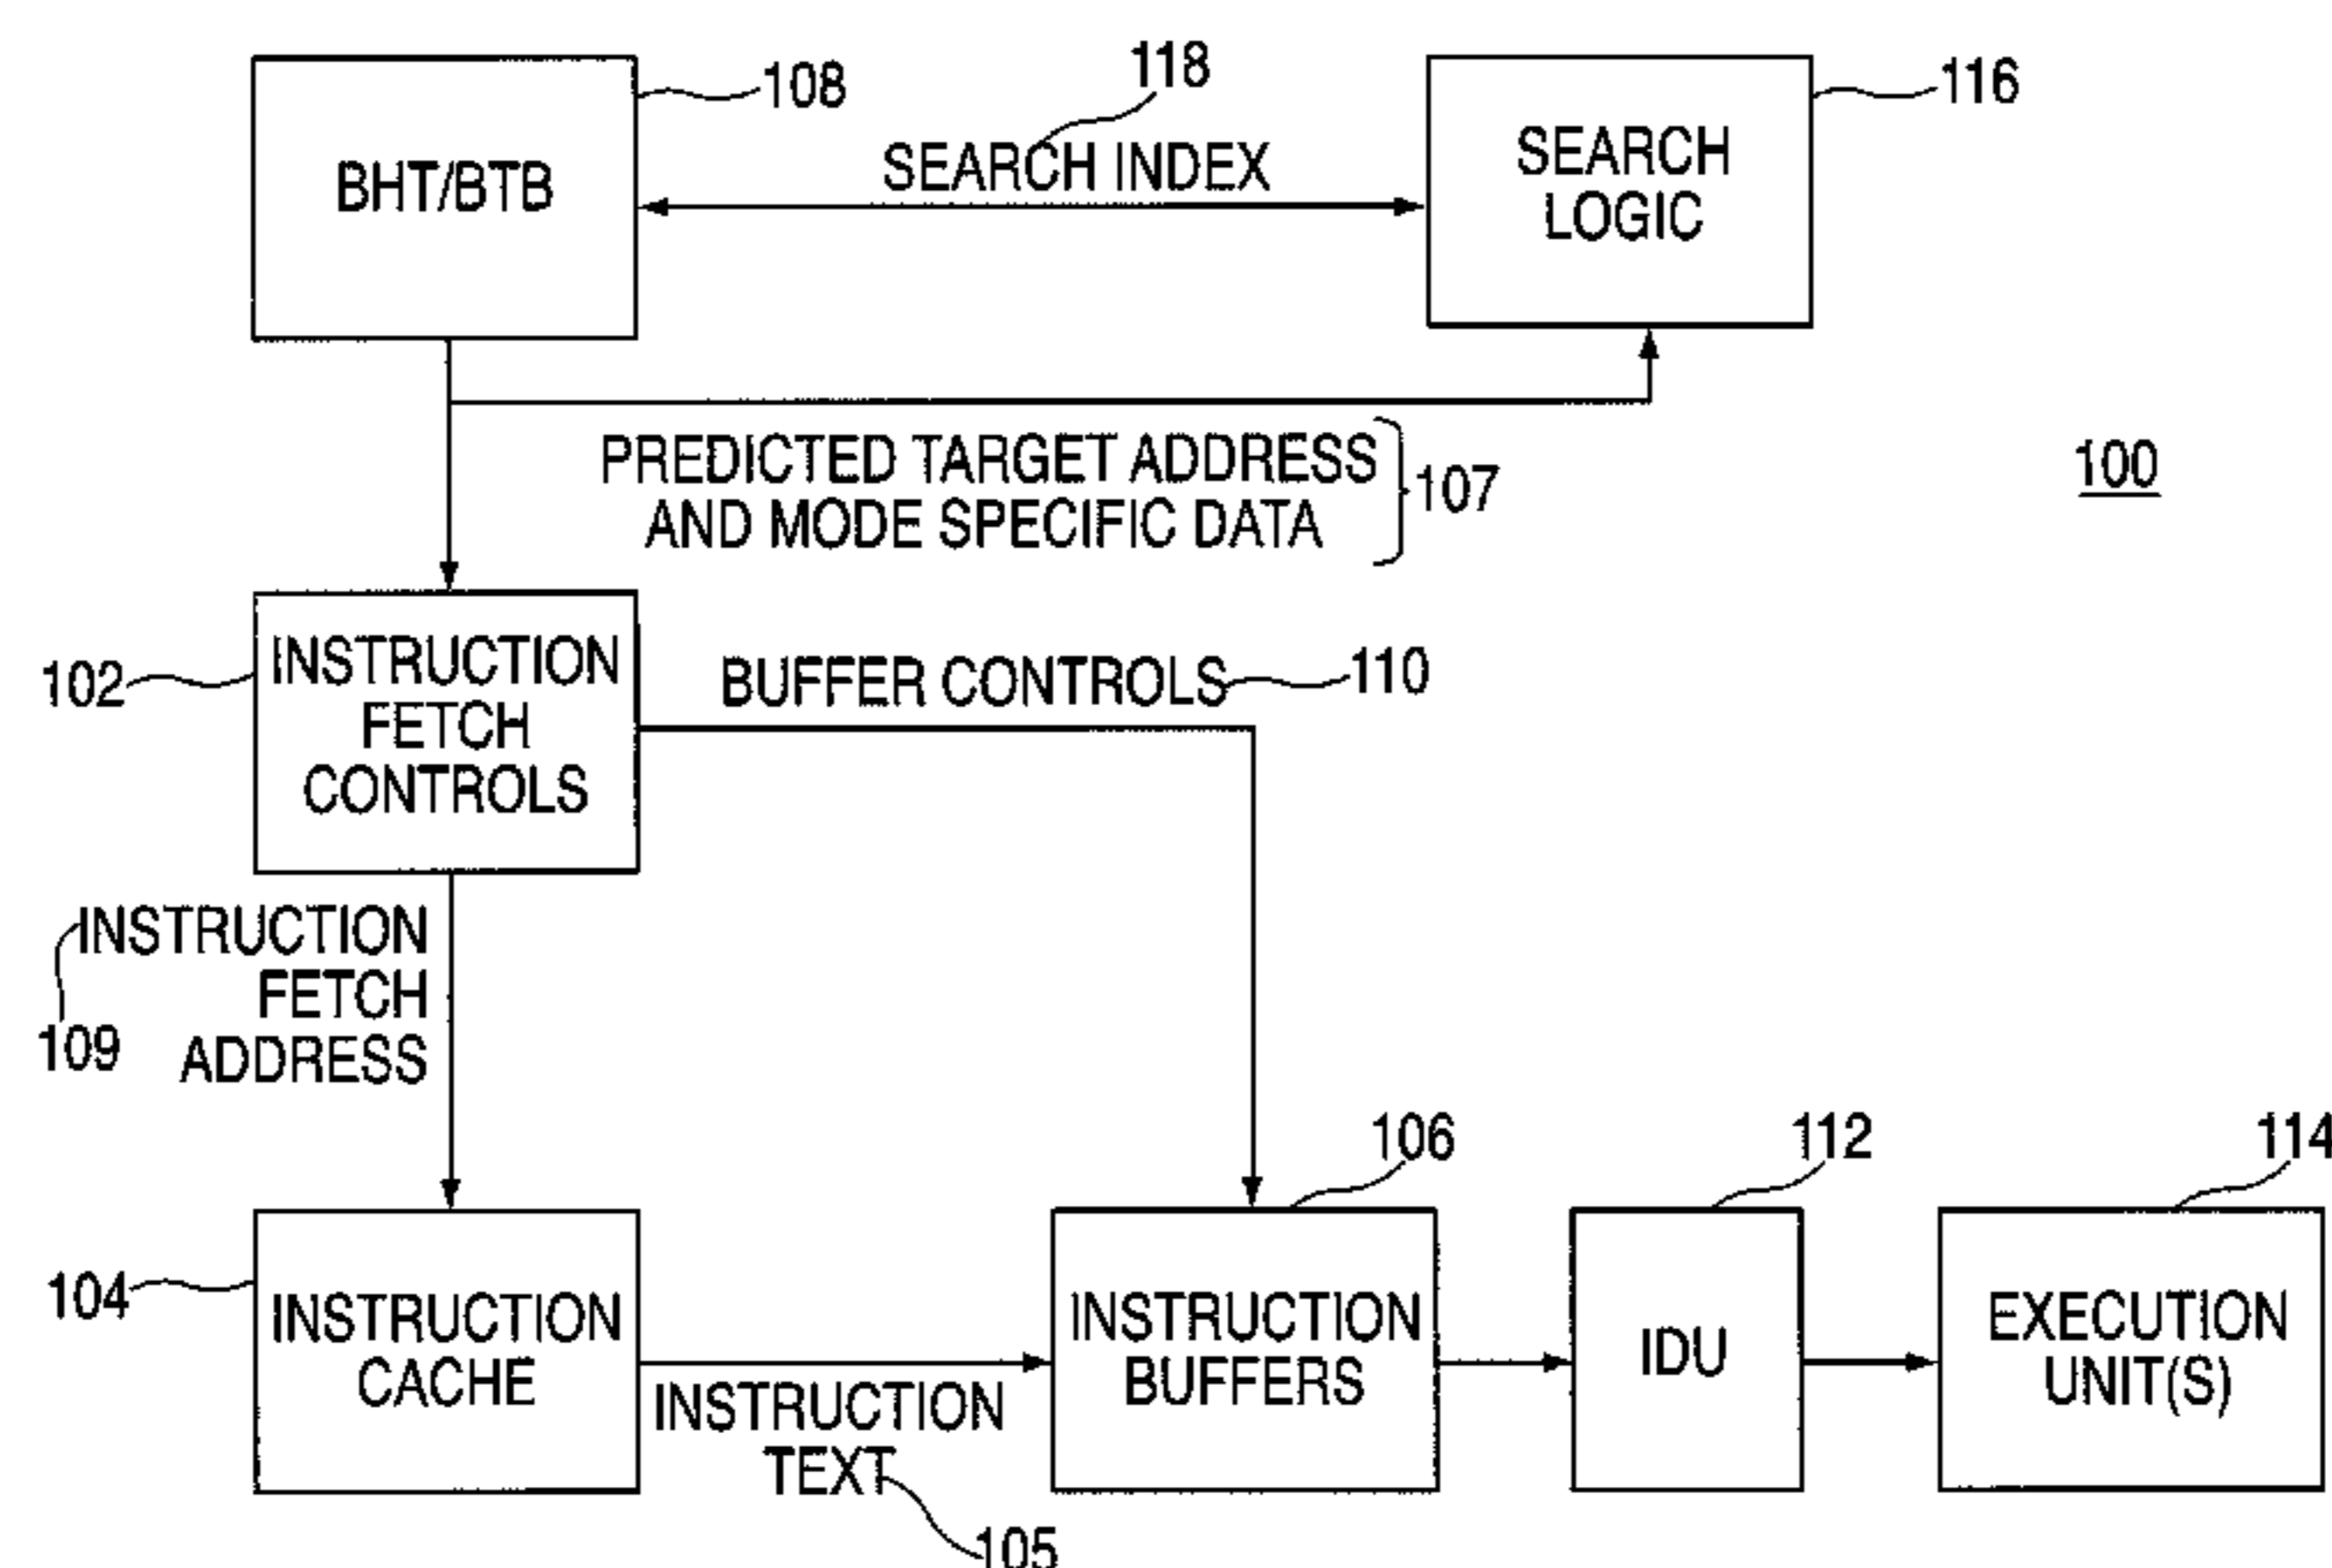 118
108
116
BHT/BTB
SEARCH INDEX
SEARCH
LOGIC
PREDICTED TARGET ADDRESS
AND MODE SPECIFIC DATA
107
100
102
INSTRUCTION
FETCH
CONTROLS
BUFFER CONTROLS
110
INSTRUCTION
FETCH
ADDRESS
109
106
112
114
104
INSTRUCTION
CACHE
INSTRUCTION
TEXT
105
INSTRUCTION
BUFFERS
IDU
EXECUTION
UNIT(S)